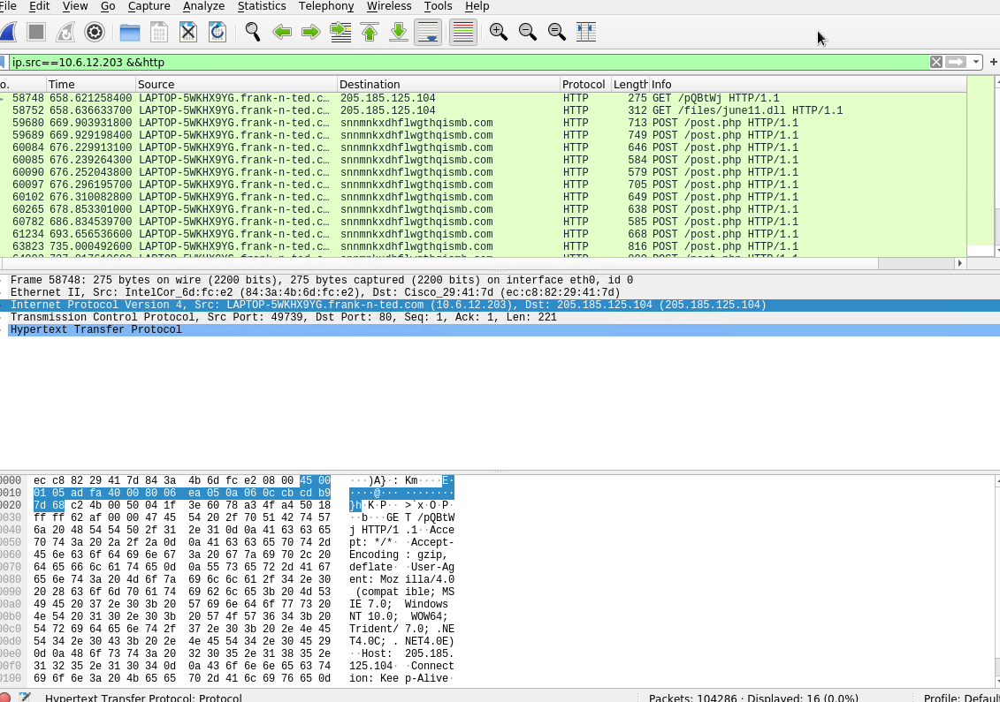 File Edit View Go Capture Analyze Statistics Telephony Wireless Tools Help
ip.src==10.6.12.203 &&http
o. Time Source Destination Protocol Length Info
58748 658.621258400 LAPTOP-5WKHX9YG.frank-n-ted.c… 205.185.125.104 HTTP 275 GET /pQBtWj HTTP/1.1
58752 658.636633700 LAPTOP-5WKHX9YG.frank-n-ted.c… 205.185.125.104 HTTP 312 GET /files/june11.dll HTTP/1.1
59680 669.903931800 LAPTOP-5WKHX9YG.frank-n-ted.c… snnmnkxdhflwgthqismb.com HTTP 713 POST /post.php HTTP/1.1
59689 669.929198400 LAPTOP-5WKHX9YG.frank-n-ted.c… snnmnkxdhflwgthqismb.com HTTP 749 POST /post.php HTTP/1.1
60084 676.229913100 LAPTOP-5WKHX9YG.frank-n-ted.c… snnmnkxdhflwgthqismb.com HTTP 646 POST /post.php HTTP/1.1
60085 676.239264300 LAPTOP-5WKHX9YG.frank-n-ted.c… snnmnkxdhflwgthqismb.com HTTP 584 POST /post.php HTTP/1.1
60090 676.252043800 LAPTOP-5WKHX9YG.frank-n-ted.c… snnmnkxdhflwgthqismb.com HTTP 579 POST /post.php HTTP/1.1
60097 676.296195700 LAPTOP-5WKHX9YG.frank-n-ted.c… snnmnkxdhflwgthqismb.com HTTP 705 POST /post.php HTTP/1.1
60102 676.310082800 LAPTOP-5WKHX9YG.frank-n-ted.c… snnmnkxdhflwgthqismb.com HTTP 649 POST /post.php HTTP/1.1
60265 678.853301000 LAPTOP-5WKHX9YG.frank-n-ted.c… snnmnkxdhflwgthqismb.com HTTP 638 POST /post.php HTTP/1.1
60782 686.834539700 LAPTOP-5WKHX9YG.frank-n-ted.c… snnmnkxdhflwgthqismb.com HTTP 585 POST /post.php HTTP/1.1
61234 693.656536600 LAPTOP-5WKHX9YG.frank-n-ted.c… snnmnkxdhflwgthqismb.com HTTP 668 POST /post.php HTTP/1.1
63823 735.000492600 LAPTOP-5WKHX9YG.frank-n-ted.c… snnmnkxdhflwgthqismb.com HTTP 816 POST /post.php HTTP/1.1
Frame 58748: 275 bytes on wire (2200 bits), 275 bytes captured (2200 bits) on interface eth0, id 0
Ethernet II, Src: IntelCor_6d:fc:e2 (84:3a:4b:6d:fc:e2), Dst: Cisco_29:41:7d (ec:c8:82:29:41:7d)
Internet Protocol Version 4, Src: LAPTOP-5WKHX9YG.frank-n-ted.com (10.6.12.203), Dst: 205.185.125.104 (205.185.125.104)
Transmission Control Protocol, Src Port: 49739, Dst Port: 80, Seq: 1, Ack: 1, Len: 221
Hypertext Transfer Protocol
0000 ec c8 82 29 41 7d 84 3a 4b 6d fc e2 08 00 45 00 ···)A}·: Km····E·
0010 01 05 ad fa 40 00 80 06 ea 05 0a 06 0c cb cd b9 ····@··· ········
0020 7d 68 c2 4b 00 50 04 1f 3e 60 78 a3 4f a4 50 18 }h·K·P·· >`x·O·P·
0030 ff ff 62 af 00 00 47 45 54 20 2f 70 51 42 74 57 ··b···GE T /pQBtW
0040 6a 20 48 54 54 50 2f 31 2e 31 0d 0a 41 63 63 65 j HTTP/1 .1··Acce
0050 70 74 3a 20 2a 2f 2a 0d 0a 41 63 63 65 70 74 2d pt: */*· ·Accept-
0060 45 6e 63 6f 64 69 6e 67 3a 20 67 7a 69 70 2c 20 Encoding : gzip,
0070 64 65 66 6c 61 74 65 0d 0a 55 73 65 72 2d 41 67 deflate· ·User-Ag
0080 65 6e 74 3a 20 4d 6f 7a 69 6c 6c 61 2f 34 2e 30 ent: Moz illa/4.0
0090 20 28 63 6f 6d 70 61 74 69 62 6c 65 3b 20 4d 53 (compat ible; MS
00a0 49 45 20 37 2e 30 3b 20 57 69 6e 64 6f 77 73 20 IE 7.0; Windows
00b0 4e 54 20 31 30 2e 30 3b 20 57 4f 57 36 34 3b 20 NT 10.0; WOW64;
00c0 54 72 69 64 65 6e 74 2f 37 2e 30 3b 20 2e 4e 45 Trident/ 7.0; .NE
00d0 54 34 2e 30 43 3b 20 2e 4e 45 54 34 2e 30 45 29 T4.0C; . NET4.0E)
00e0 0d 0a 48 6f 73 74 3a 20 32 30 35 2e 31 38 35 2e ··Host: 205.185.
00f0 31 32 35 2e 31 30 34 0d 0a 43 6f 6e 6e 65 63 74 125.104· ·Connect
0100 69 6f 6e 3a 20 4b 65 65 70 2d 41 6c 69 76 65 0d ion: Kee p-Alive·
Hypertext Transfer Protocol: Protocol Packets: 104286 · Displayed: 16 (0.0%) Profile: Defaul